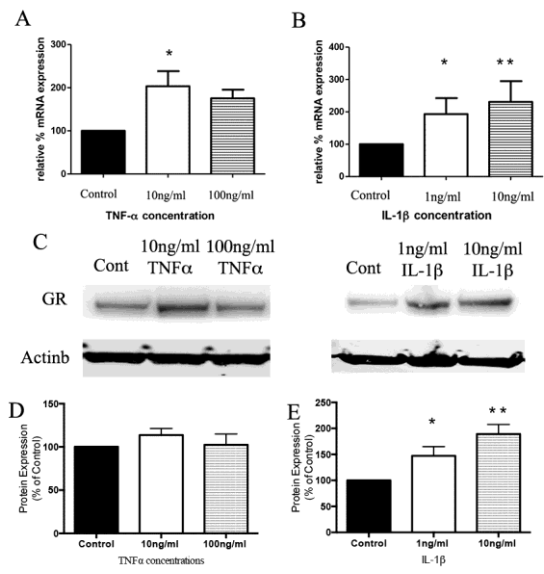 A
relative % mRNA expression
300
200
100
0
*
Control
10ng/ml
100ng/ml
TNF-α concentration
B
relative % mRNA expression
400
300
200
100
0
*
**
Control
1ng/ml
10ng/ml
IL-1β concentration
C
Cont
10ng/ml
TNFα
100ng/ml
TNFα
Cont
1ng/ml
IL-1β
10ng/ml
IL-1β
GR
Actinb
D
Protein Expression
(% of Control)
150
100
50
0
Control
10ng/ml
100ng/ml
TNFα concentrations
E
Protein Expression
(% of Control)
250
200
150
100
50
0
*
**
Control
1ng/ml
10ng/ml
IL-1β